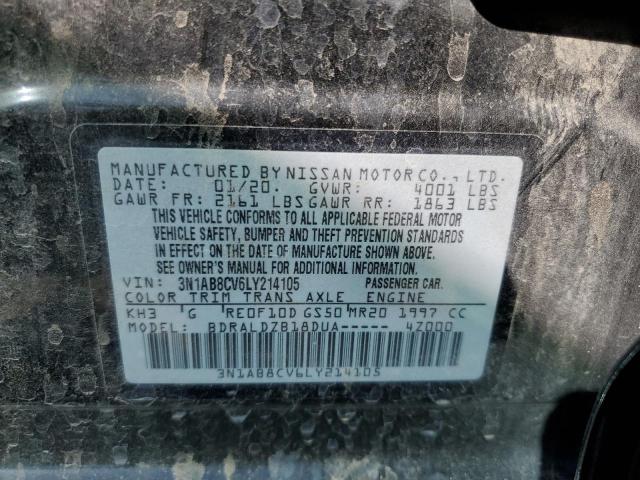 MANUFACTURED BY NISSAN MOTOR CO., LTD.
DATE: 01/20. GVWR: 4001 LBS
GAWR FR: 2161 LBS GAWR RR: 1863 LBS
THIS VEHICLE CONFORMS TO ALL APPLICABLE FEDERAL MOTOR
VEHICLE SAFETY, BUMPER AND THEFT PREVENTION STANDARDS
IN EFFECT ON THE DATE OF MANUFACTURE SHOWN ABOVE.
SEE OWNER'S MANUAL FOR ADDITIONAL INFORMATION.
VIN: 3N1AB8CV6LY214105 PASSENGER CAR.
COLOR TRIM TRANS AXLE ENGINE
KH3 'G RE0F10D GS50 MR20 1997 CC
MODEL: BDRALDZB18DUA----- 4Z000
3N1AB8CV6LY214105